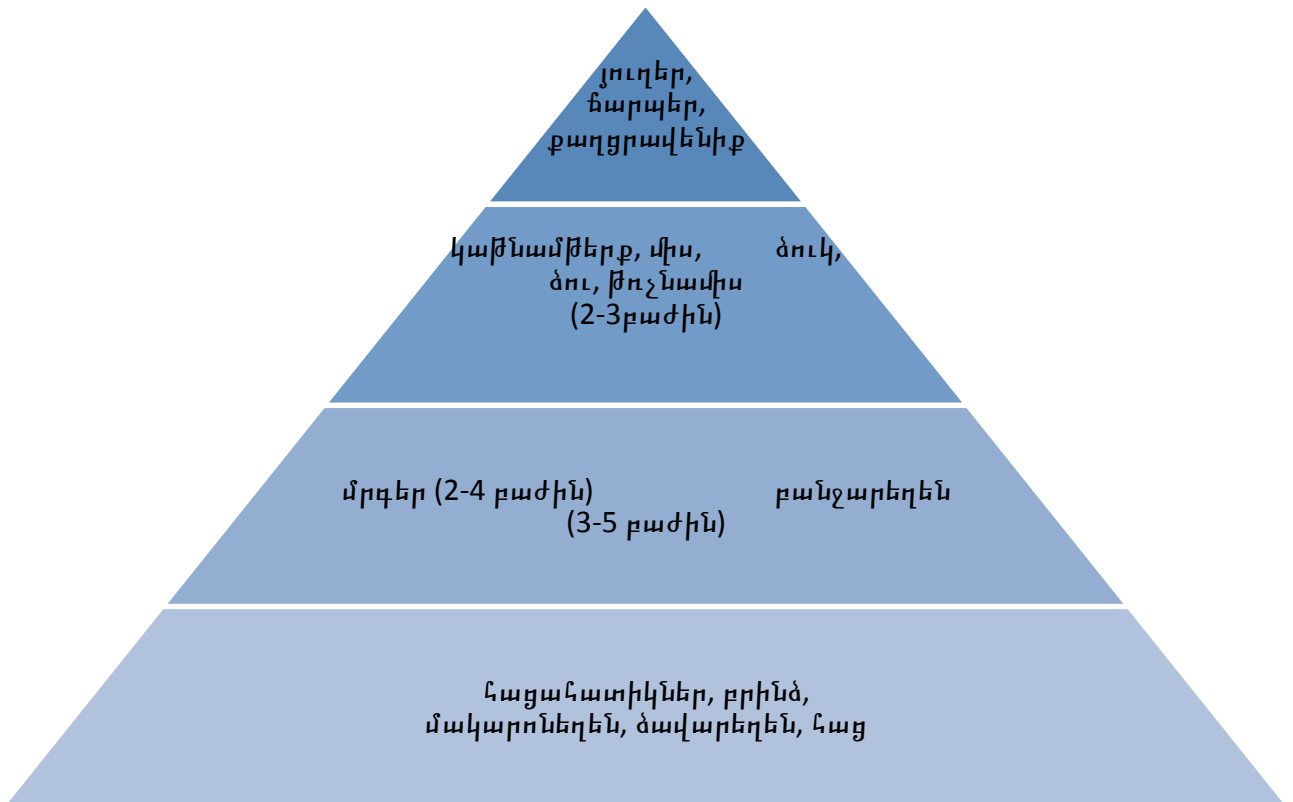 յուղեր,
ճարպեր,
քաղցրավենիք
կաթնամթերք, միս, ձուկ,
ձու, թռչնամիս
(2-3բաժին)
մրգեր (2-4 բաժին) բանջարեղեն
(3-5 բաժին)
հացահատիկներ, բրինձ,
մակարոնեղեն, ձավարեղեն, հաց